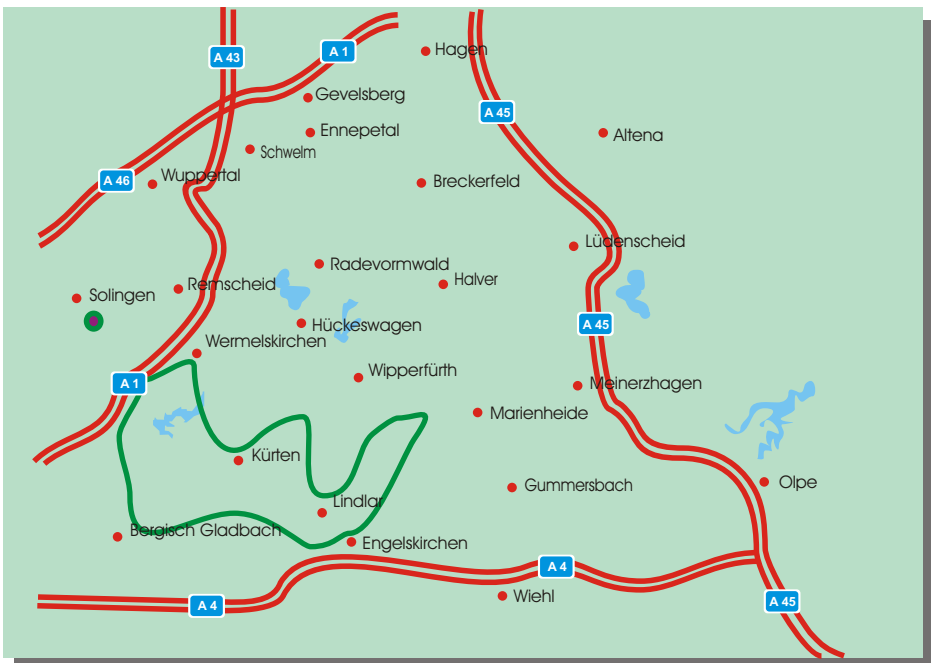 Hagen
A 1
A 43
Gevelsberg
A 45
Ennepetal
Altena
Schwelm
Wuppertal
A 46
Breckerfeld
Lüdenscheid
Radevormwald
Halver
Remscheid
Solingen
Hückeswagen
A 45
Wermelskirchen
Wipperfürth
A 1
Meinerzhagen
Marienheide
Kürten
Gummersbach
Olpe
Lindlar
Bergisch Gladbach
Engelskirchen
A 4
Wiehl
A 4
A 45